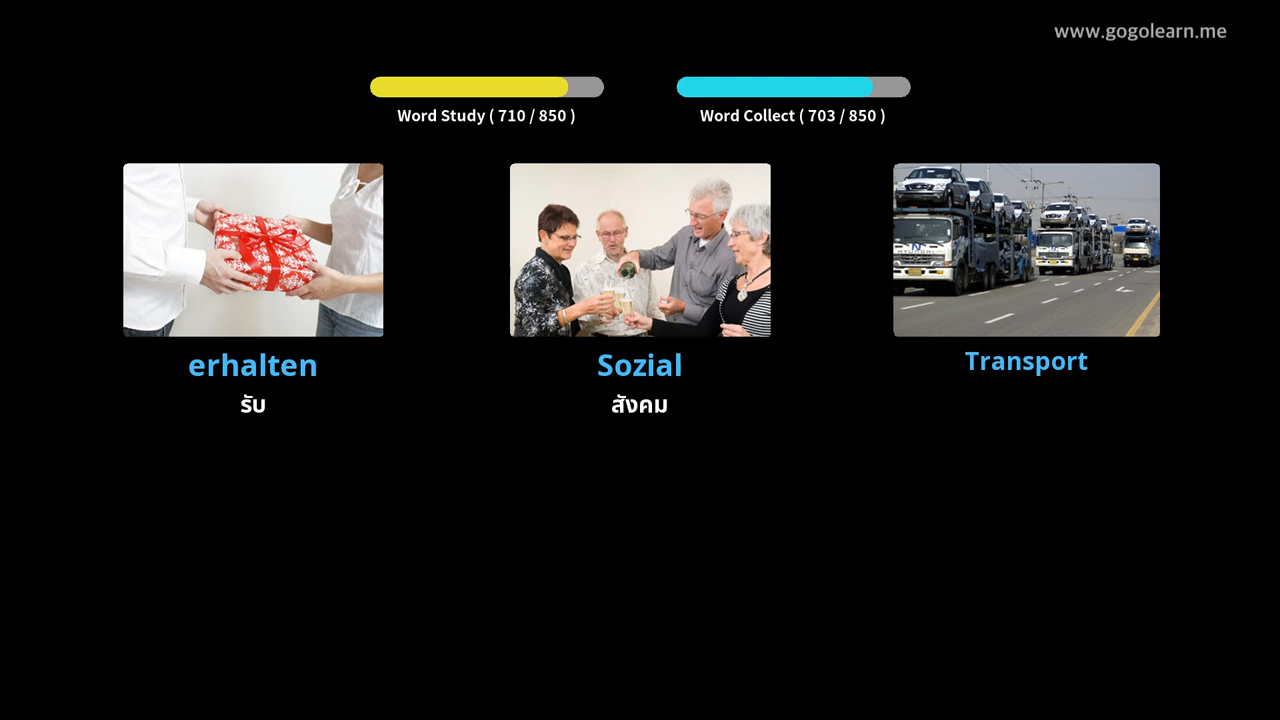 www.gogolearn.me
Word Study ( 710 / 850 )
Word Collect ( 703 / 850 )
erhalten
รับ
Sozial
สังคม
Transport